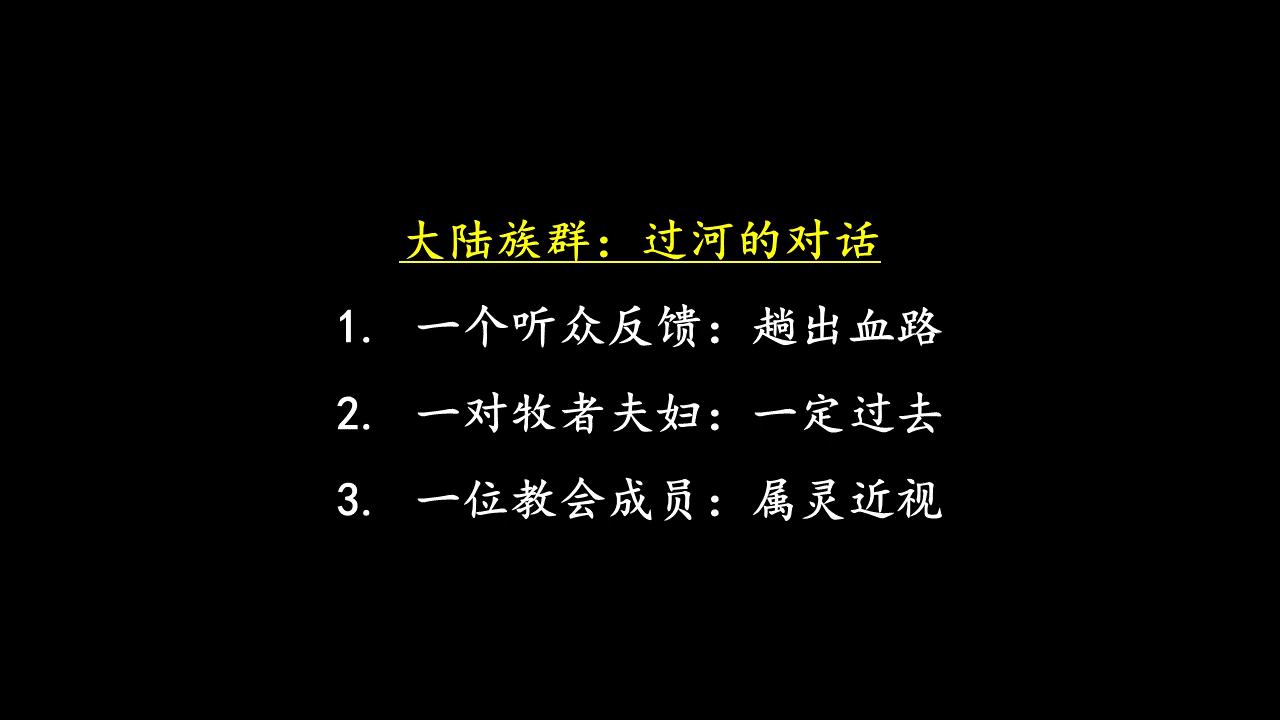 大陆族群：过河的对话
1. 一个听众反馈：趟出血路
2. 一对牧者夫妇：一定过去
3. 一位教会成员：属灵近视